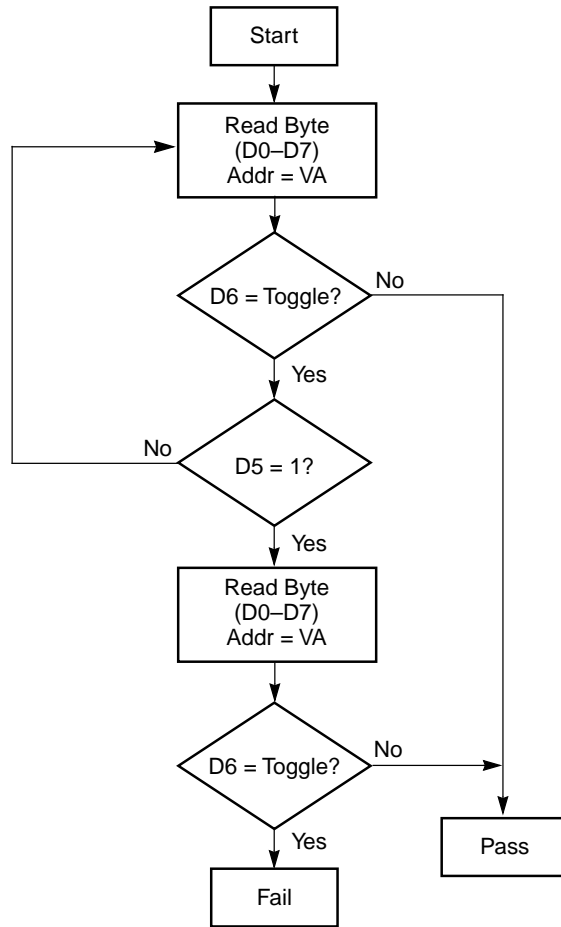 Start
Read Byte
(D0–D7)
Addr = VA
D6 = Toggle?
No
Yes
No
D5 = 1?
Yes
Read Byte
(D0–D7)
Addr = VA
D6 = Toggle?
No
Yes
Pass
Fail